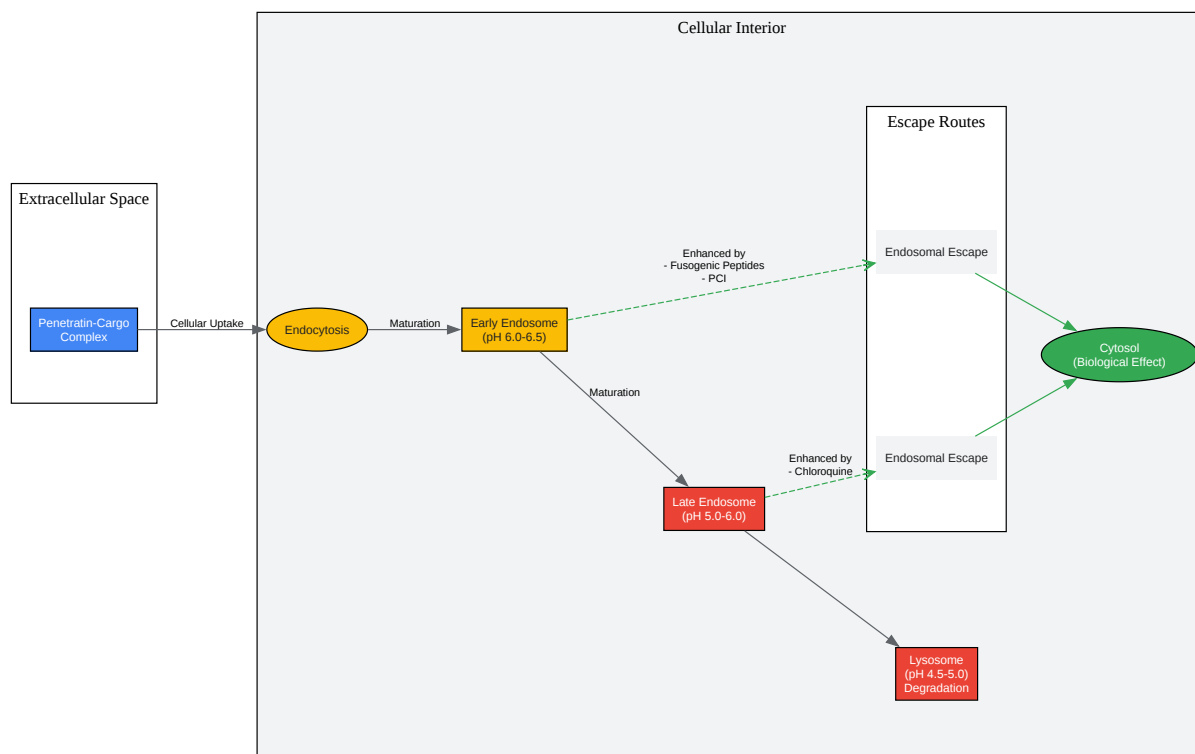 Cellular Interior
Escape Routes
Extracellular Space
Endosomal Escape
Enhanced by
- Fusogenic Peptides
- PCI
Penetratin-Cargo
Complex
Cellular Uptake
Endocytosis
Maturation
Early Endosome
(pH 6.0-6.5)
Cytosol
(Biological Effect)
Maturation
Enhanced by
- Chloroquine
Endosomal Escape
Late Endosome
(pH 5.0-6.0)
Lysosome
(pH 4.5-5.0)
Degradation